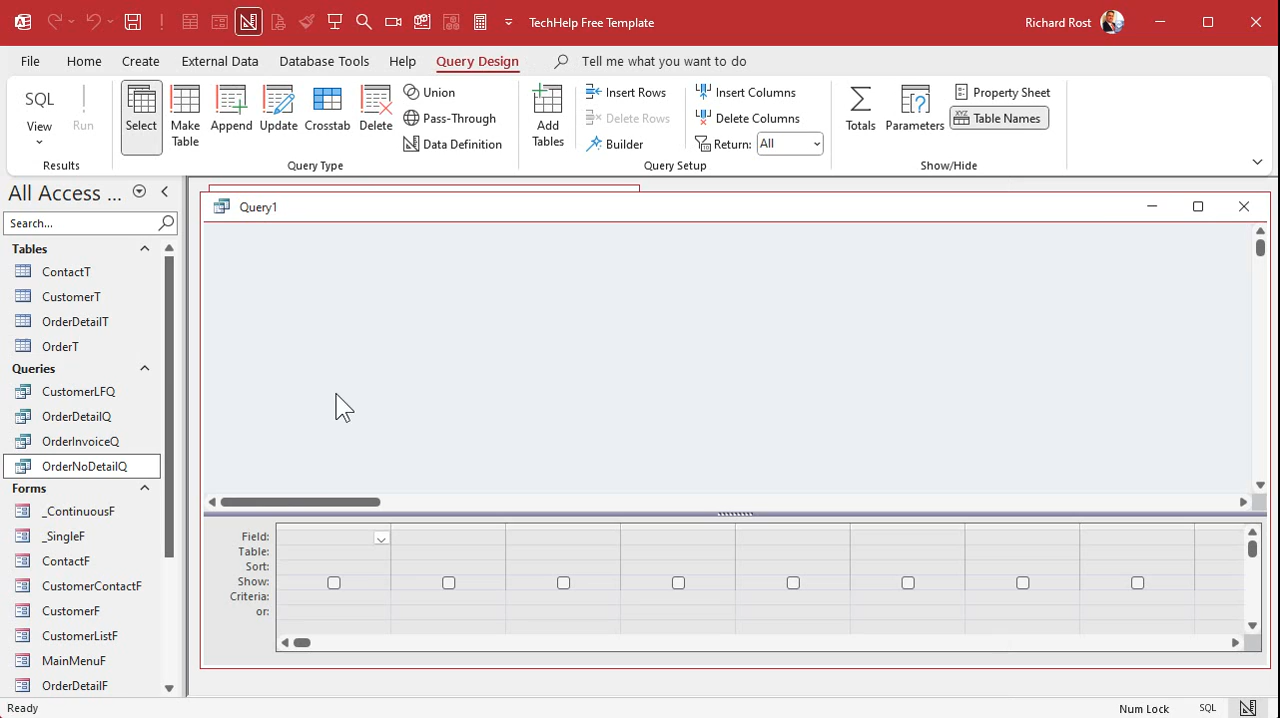 TechHelp Free Template
Richard Rost
File Home Create External Data Database Tools Help Query Design Tell me what you want to do
SQL
View
Run
Results
Select
Make Table
Append
Update
Crosstab
Delete
Union
Pass-Through
Data Definition
Query Type
Add Tables
Insert Rows
Delete Rows
Builder
Insert Columns
Delete Columns
Return: All
Query Setup
Totals
Parameters
Property Sheet
XYZ Table Names
Show/Hide
All Access ...
Search...
Tables
ContactT
CustomerT
OrderDetailT
OrderT
Queries
CustomerLFQ
OrderDetailQ
OrderInvoiceQ
OrderNoDetailQ
Forms
_ContinuousF
_SingleF
ContactF
CustomerContactF
CustomerF
CustomerListF
MainMenuF
OrderDetailF
Query1
Field:
Table:
Sort:
Show:
Criteria:
or:
Ready
Num Lock
SQL